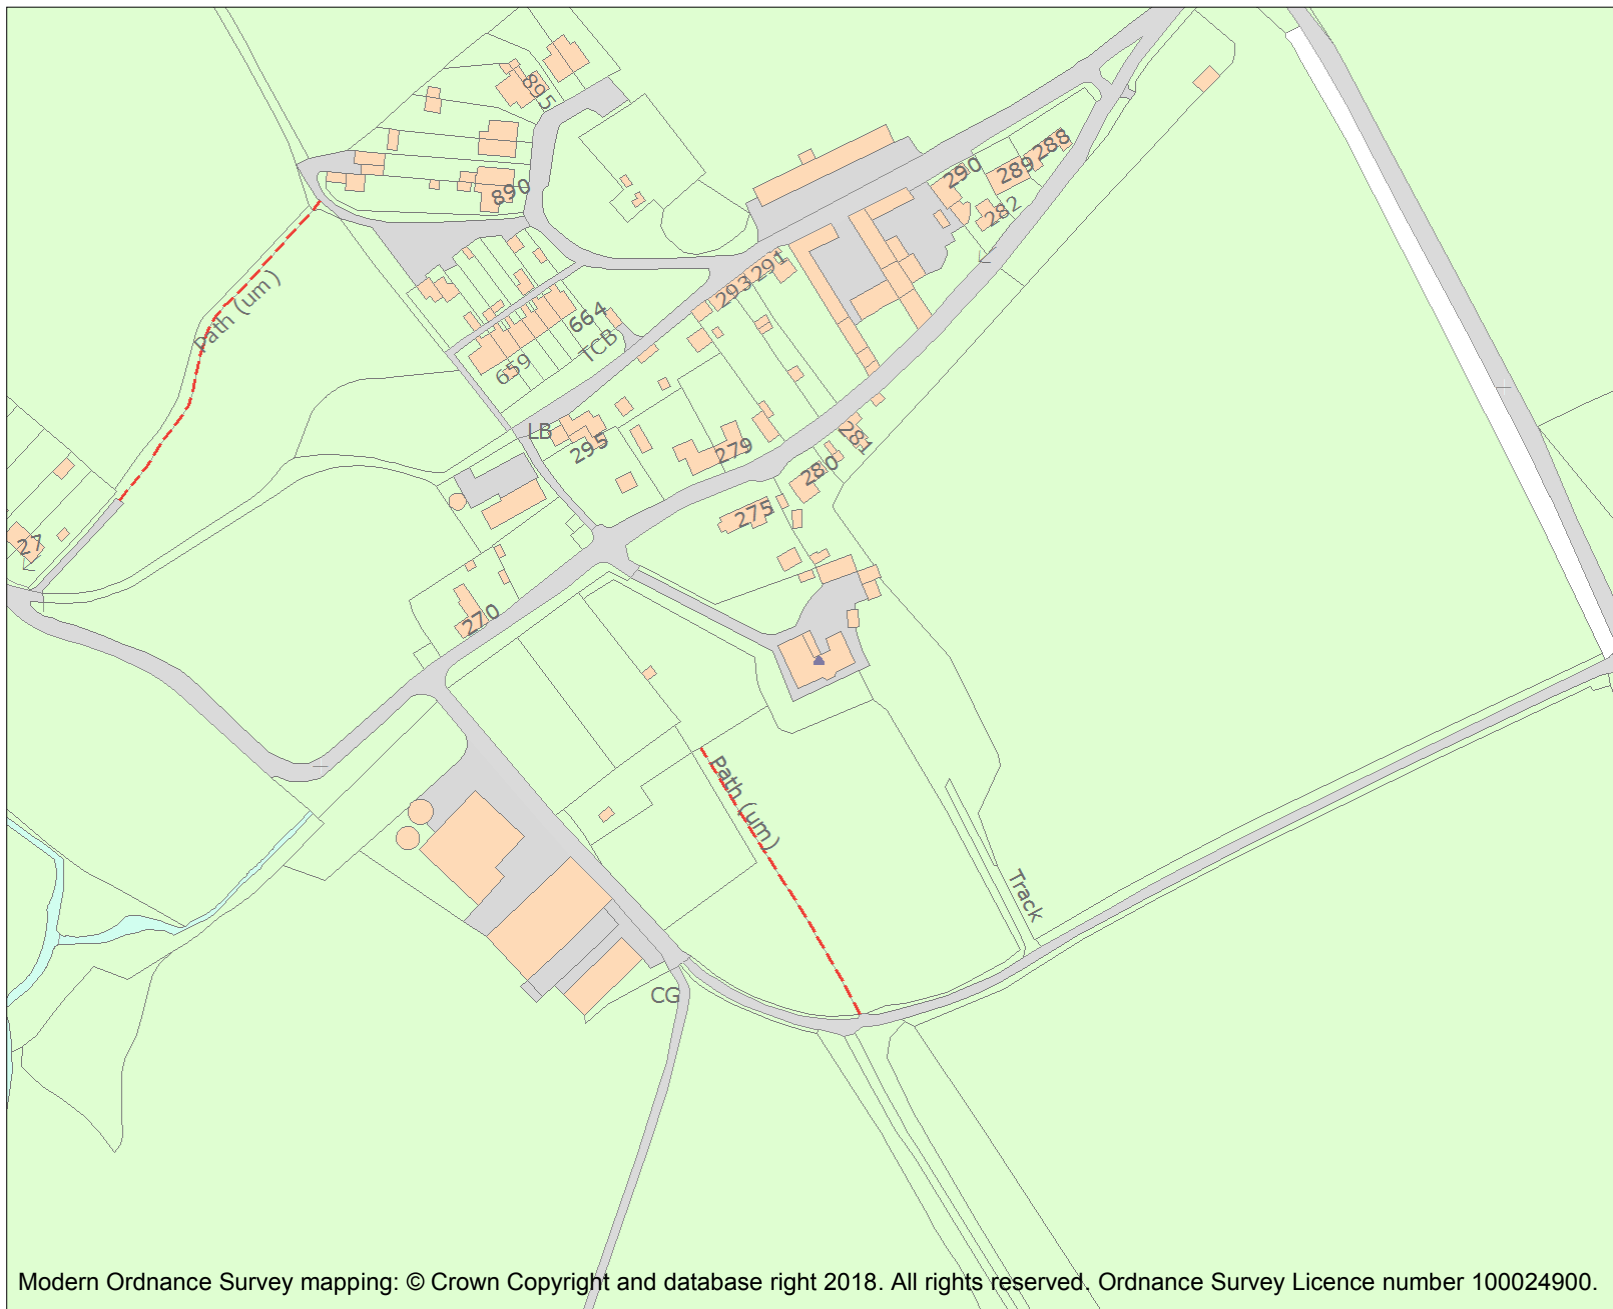 895
890
288
289
290
282
291
293
664
TCB
659
Path (um)
LB
295
279
281
280
275
27
270
Path (um)
Track
CG
Modern Ordnance Survey mapping: © Crown Copyright and database right 2018. All rights reserved. Ordnance Survey Licence number 100024900.